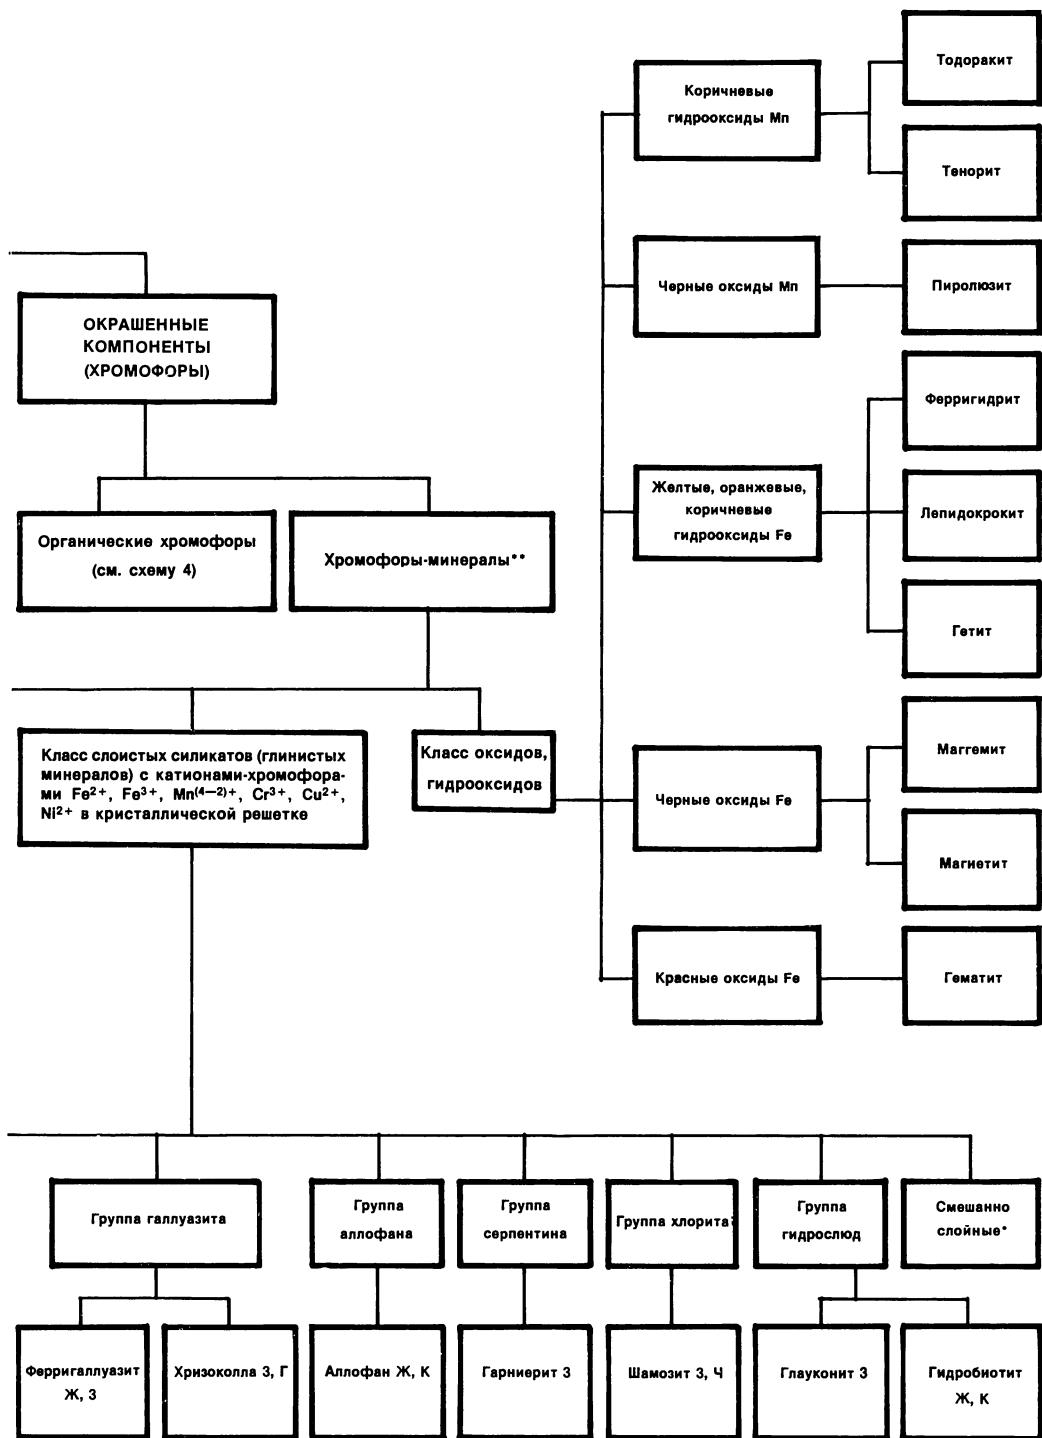 Тодоракит
Коричневые
гидрооксиды Mn
Тенорит
Черные оксиды Mn
Пиролюзит
ОКРАШЕННЫЕ
КОМПОНЕНТЫ
(ХРОМОФОРЫ)
Ферригидрит
Желтые, оранжевые,
коричневые
гидрооксиды Fe
Лепидокрокит
Органические хромофоры
(см. схему 4)
Хромофоры-минералы**
Гетит
Класс слоистых силикатов (глинистых
минералов) с катионами-хромофора-
ми Fe²⁺, Fe³⁺, Mn⁽⁴⁻²⁾⁺, Cr³⁺, Cu²⁺,
Ni²⁺ в кристаллической решетке
Класс оксидов,
гидрооксидов
Маггемит
Черные оксиды Fe
Магиетит
Красные оксиды Fe
Гематит
Группа галлуазита
Группа
аллофана
Группа
серпентина
Группа хлорита
Группа
гидрослюд
Смешанно
слойные*
Ферригаллуазит
Ж, З
Хризоколла З, Г
Аллофан Ж, К
Гарниерит З
Шамозит З, Ч
Глауконит З
Гидробиотит
Ж, К